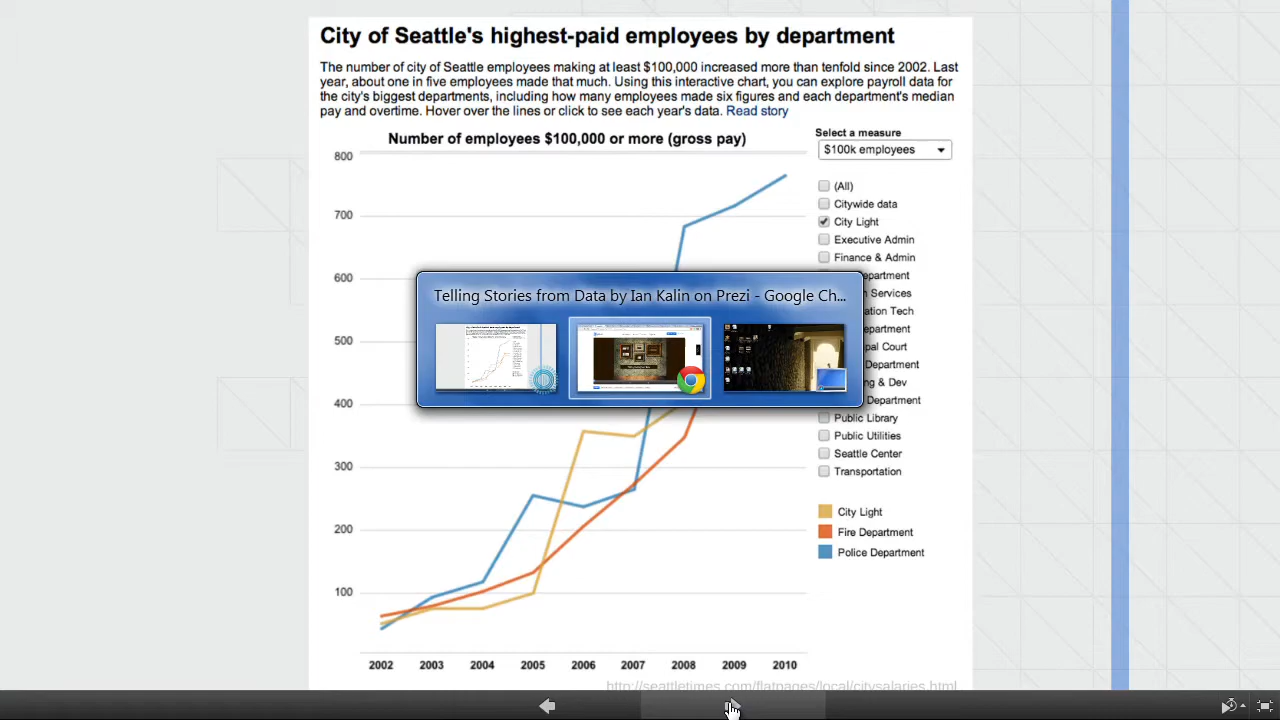 City of Seattle's highest-paid employees by department
The number of city of Seattle employees making at least $100,000 increased more than tenfold since 2002. Last
year, about one in five employees made that much. Using this interactive chart, you can explore payroll data for
the city's biggest departments, including how many employees made six figures and each department's median
pay and overtime. Hover over the lines or click to see each year's data. Read story
Number of employees $100,000 or more (gross pay)
Select a measure
$100k employees
800
700
600
500
400
300
200
100
2002 2003 2004 2005 2006 2007 2008 2009 2010
(All)
Citywide data
City Light
Executive Admin
Finance & Admin
Services
Tech
Court
& Dev
Department
Public Library
Public Utilities
Seattle Center
Transportation
City Light
Fire Department
Police Department
Telling Stories from Data by Ian Kalin on Prezi - Google Ch...
http://seattletimes.com/flatpages/local/citysalaries.html